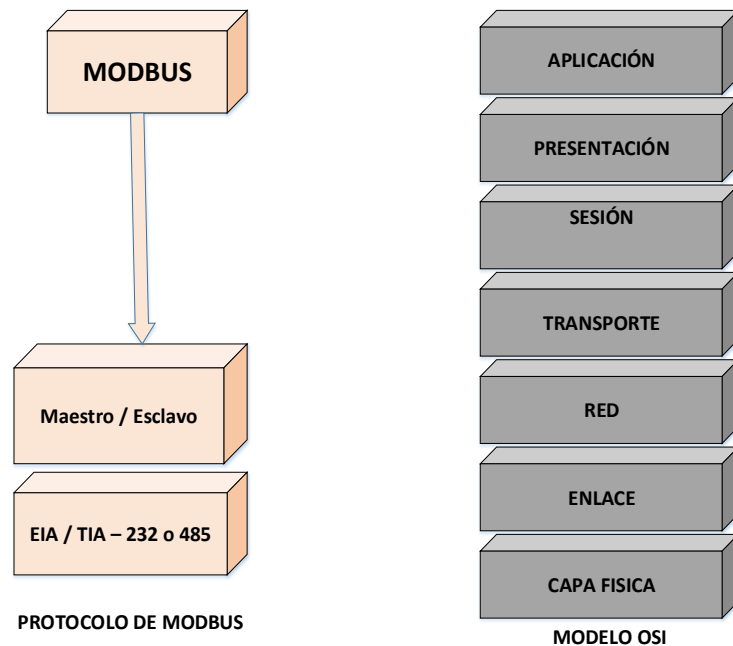 MODBUS
Maestro / Esclavo
EIA / TIA – 232 o 485
PROTOCOLO DE MODBUS
APLICACIÓN
PRESENTACIÓN
SESIÓN
TRANSPORTE
RED
ENLACE
CAPA FISICA
MODELO OSI